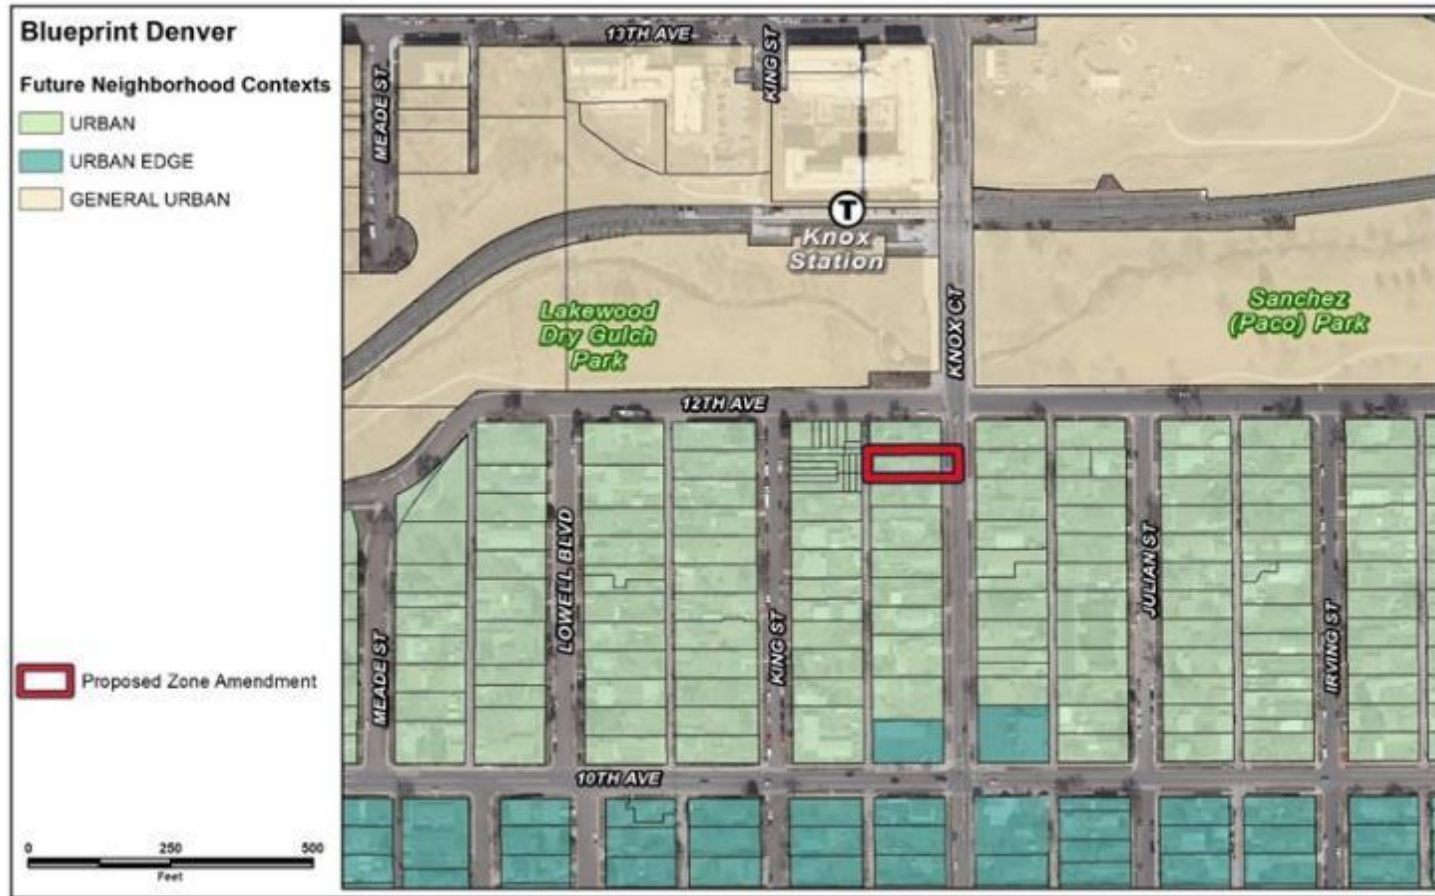 Blueprint Denver
Future Neighborhood Contexts
URBAN
URBAN EDGE
GENERAL URBAN
Proposed Zone Amendment
0 250 500
Feet
13TH AVE
KING ST
MEADE ST
T
Knox
Station
KNOX CT
Lakewood
Dry Gulch
Park
Sanchez
(Paco) Park
12TH AVE
LOWELL BLVD
JULIAN ST
KING ST
IRVING ST
MEADE ST
10TH AVE